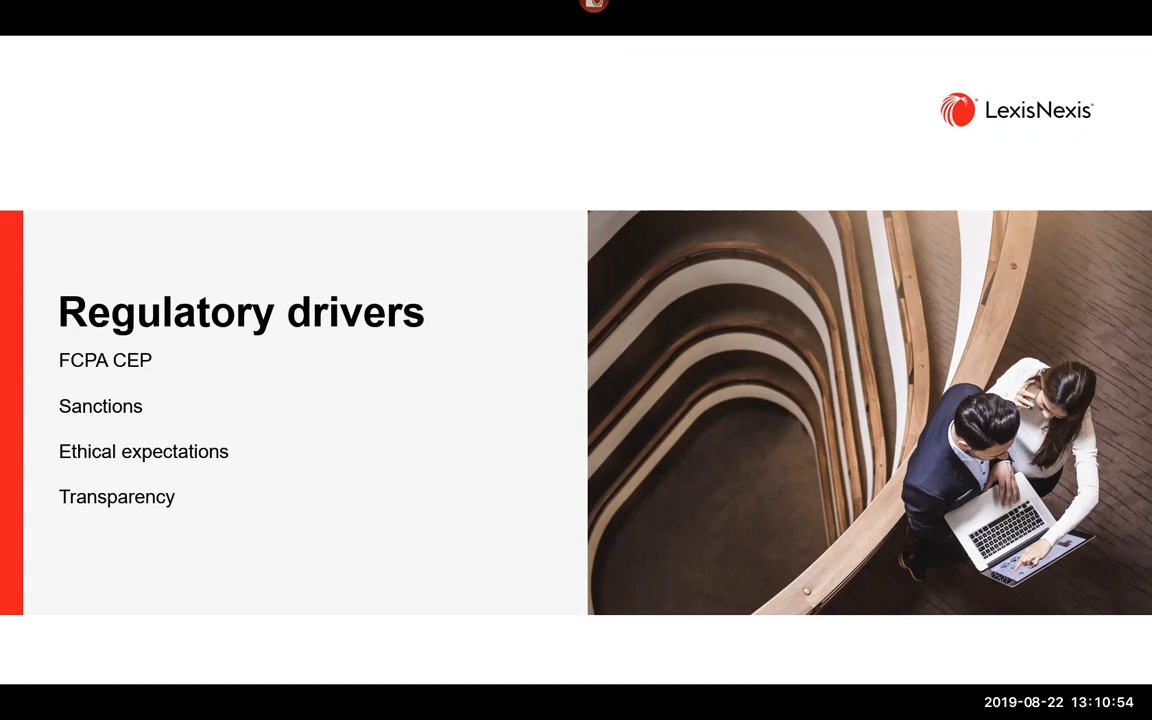 LexisNexis®
Regulatory drivers
FCPA CEP
Sanctions
Ethical expectations
Transparency
2019-08-22 13:10:54